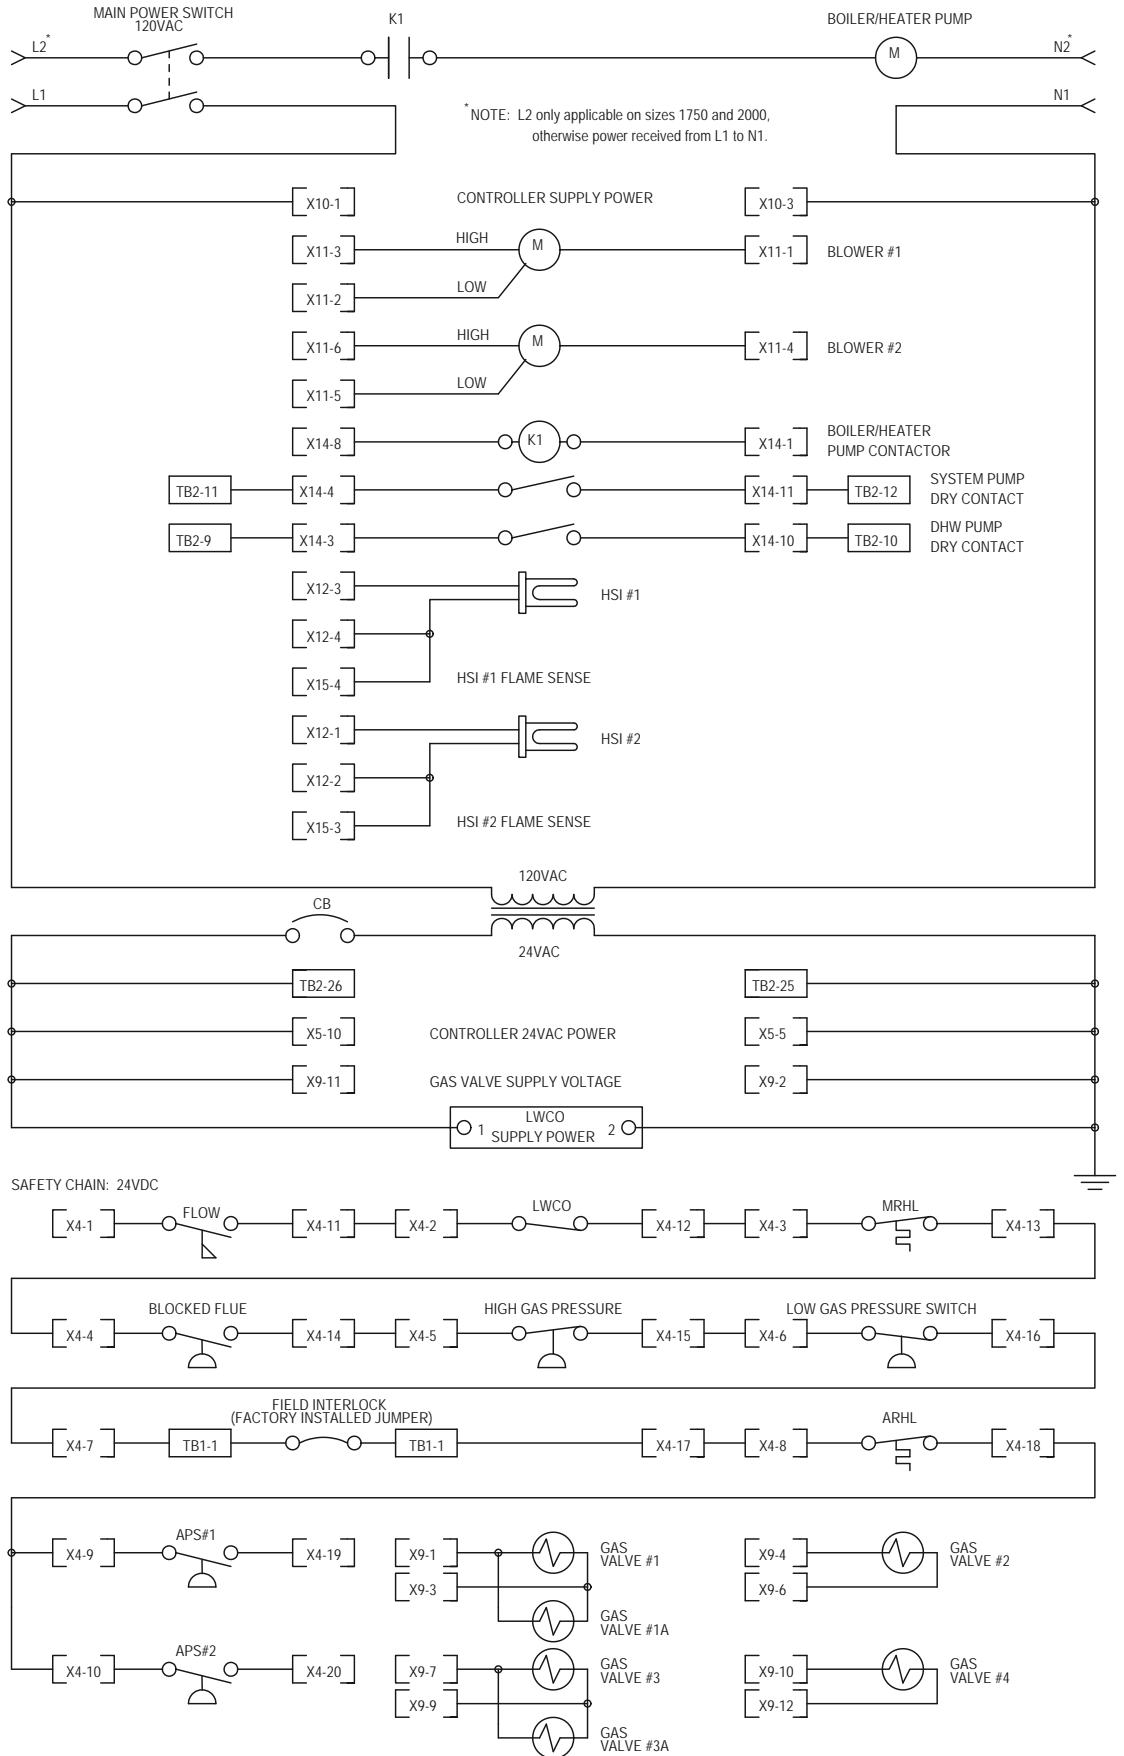 MAIN POWER SWITCH
120VAC
K1
BOILER/HEATER PUMP
L2*
M
N2*
L1
N1
*NOTE: L2 only applicable on sizes 1750 and 2000,
otherwise power received from L1 to N1.
X10-1
CONTROLLER SUPPLY POWER
X10-3
X11-3
HIGH
M
X11-1
BLOWER #1
X11-2
LOW
X11-6
HIGH
M
X11-4
BLOWER #2
X11-5
LOW
X14-8
K1
X14-1
BOILER/HEATER
PUMP CONTACTOR
TB2-11
X14-4
X14-11
TB2-12
SYSTEM PUMP
DRY CONTACT
TB2-9
X14-3
X14-10
TB2-10
DHW PUMP
DRY CONTACT
X12-3
HSI #1
X12-4
X15-4
HSI #1 FLAME SENSE
X12-1
HSI #2
X12-2
X15-3
HSI #2 FLAME SENSE
120VAC
CB
24VAC
TB2-26
TB2-25
X5-10
CONTROLLER 24VAC POWER
X5-5
X9-11
GAS VALVE SUPPLY VOLTAGE
X9-2
1
LWCO
SUPPLY POWER
2
SAFETY CHAIN: 24VDC
X4-1
FLOW
X4-11
X4-2
LWCO
X4-12
X4-3
MRHL
X4-13
X4-4
BLOCKED FLUE
X4-14
X4-5
HIGH GAS PRESSURE
X4-15
X4-6
LOW GAS PRESSURE SWITCH
X4-16
X4-7
TB1-1
FIELD INTERLOCK
(FACTORY INSTALLED JUMPER)
TB1-1
X4-17
X4-8
ARHL
X4-18
X4-9
APS#1
X4-19
X9-1
X9-3
GAS
VALVE #1
GAS
VALVE #1A
X9-4
X9-6
GAS
VALVE #2
X4-10
APS#2
X4-20
X9-7
X9-9
GAS
VALVE #3
GAS
VALVE #3A
X9-10
X9-12
GAS
VALVE #4